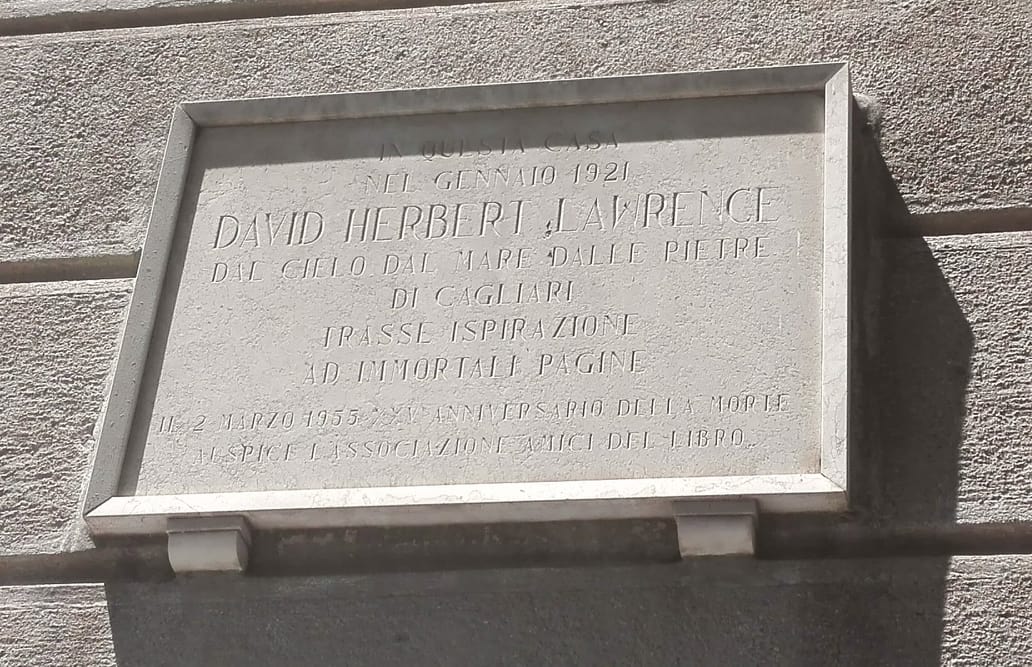 IN QUESTA CASA
NEL GENNAIO 1921
DAVID HERBERT LAWRENCE
DAL CIELO DAL MARE DALLE PIETRE
DI CAGLIARI
TRASSE ISPIRAZIONE
AD IMMORTALI PAGINE
IL 2 MARZO 1955 XXV ANNIVERSARIO DELLA MORTE
AUSPICE L'ASSOCIAZIONE AMICI DEL LIBRO